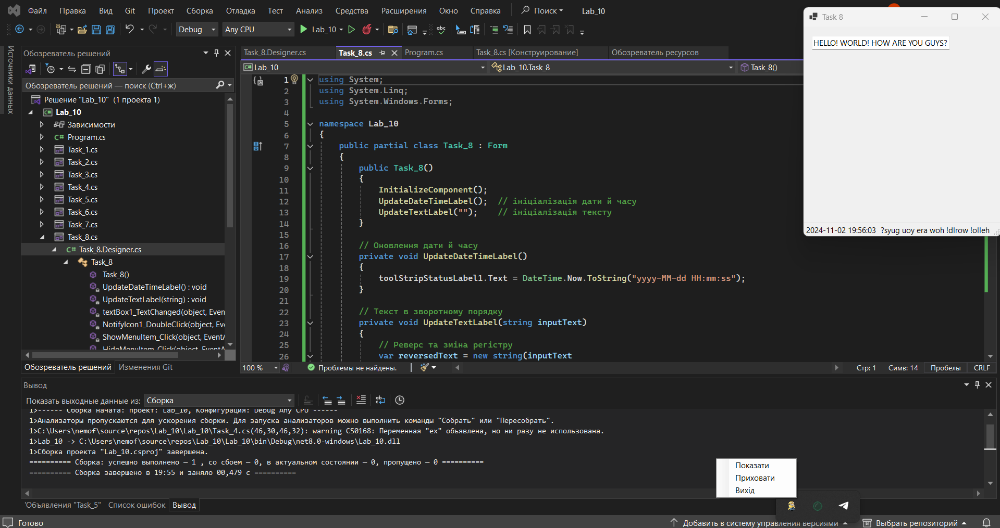 Файл Правка Вид Git Проект Сборка Отладка Тест Анализ Средства Расширения Окно Справка Поиск Lab_10
Debug Any CPU Lab_10
Источники данных
Обозреватель решений
Обозреватель решений — поиск (Ctrl+ж)
Решение "Lab_10" (1 проекта 1)
Lab_10
Зависимости
C# Program.cs
Task_1.cs
Task_2.cs
Task_3.cs
Task_4.cs
Task_5.cs
Task_6.cs
Task_7.cs
Task_8.cs
C# Task_8.Designer.cs
Task_8
Task_8()
UpdateDateTimeLabel() : void
UpdateTextLabel(string) : void
textBox1_TextChanged(object, Even
NotifyIcon1_DoubleClick(object, Ev
ShowMenuItem_Click(object, EventA
HideMenuItem_Click(object, EventA
Обозреватель решений Изменения Git
Task_8.Designer.cs Task_8.cs Program.cs Task_8.cs [Конструирование] Обозреватель ресурсов
C# Lab_10 Lab_10.Task_8 Task_8()
1 using System;
2 using System.Linq;
3 using System.Windows.Forms;
4
5 namespace Lab_10
6 {
7 public partial class Task_8 : Form
8 {
9 public Task_8()
10 {
11 InitializeComponent();
12 UpdateDateTimeLabel(); // ініціалізація дати й часу
13 UpdateTextLabel(""); // ініціалізація тексту
14 }
15
16 // Оновлення дати й часу
17 private void UpdateDateTimeLabel()
18 {
19 toolStripStatusLabel1.Text = DateTime.Now.ToString("yyyy-MM-dd HH:mm:ss");
20 }
21
22 // Текст в зворотному порядку
23 private void UpdateTextLabel(string inputText)
24 {
25 // Реверс та зміна регістру
26 var reversedText = new string(inputText
100 % Проблемы не найдены. Стр: 1 Симв: 14 Пробелы CRLF
Task 8
HELLO! WORLD! HOW ARE YOU GUYS?
2024-11-02 19:56:03 ?syug uoy era woh !dlrow !olleh
Вывод
Показать выходные данные из: Сборка
1>------ Сборка начата: проект: Lab_10, Конфигурация: Debug Any CPU ------
1>Анализаторы пропускаются для ускорения сборки. Для запуска анализаторов можно выполнить команды "Собрать" или "Пересобрать".
1>C:\Users\nemof\source\repos\Lab_10\Lab_10\Task_4.cs(46,30,46,32): warning CS0168: Переменная "ex" объявлена, но ни разу не использована.
1>Lab_10 -> C:\Users\nemof\source\repos\Lab_10\Lab_10\bin\Debug\net8.0-windows\Lab_10.dll
1>Сборка проекта "Lab_10.csproj" завершена.
========== Сборка: успешно выполнено — 1 , со сбоем — 0, в актуальном состоянии — 0, пропущено — 0 ==========
========== Сборка завершено в 19:55 и заняло 00,479 с ==========
Показати
Приховати
Вихід
'Объявления "Task_5" Список ошибок Вывод
Готово Добавить в систему управления версиями Выбрать репозиторий